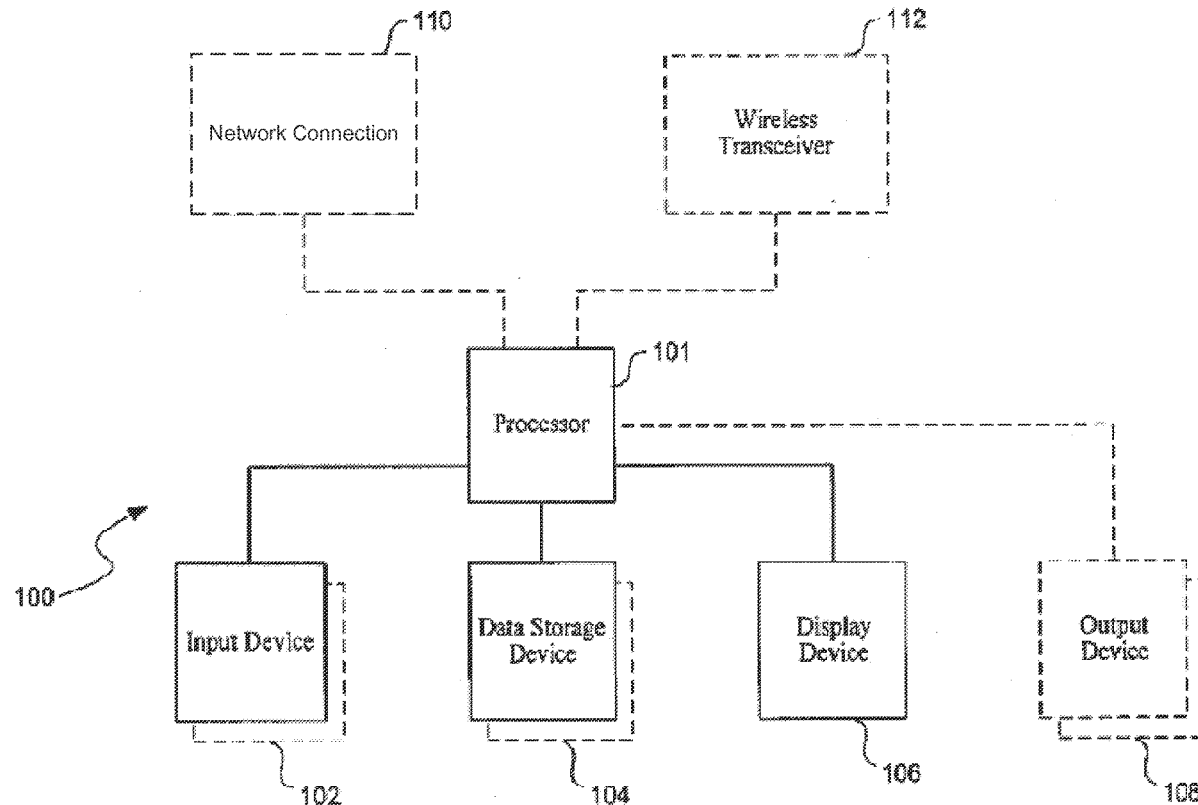 110
112
Network Connection
Wireless
Transceiver
101
Processor
100
Input Device
Data Storage
Device
Display
Device
Output
Device
102
104
106
108